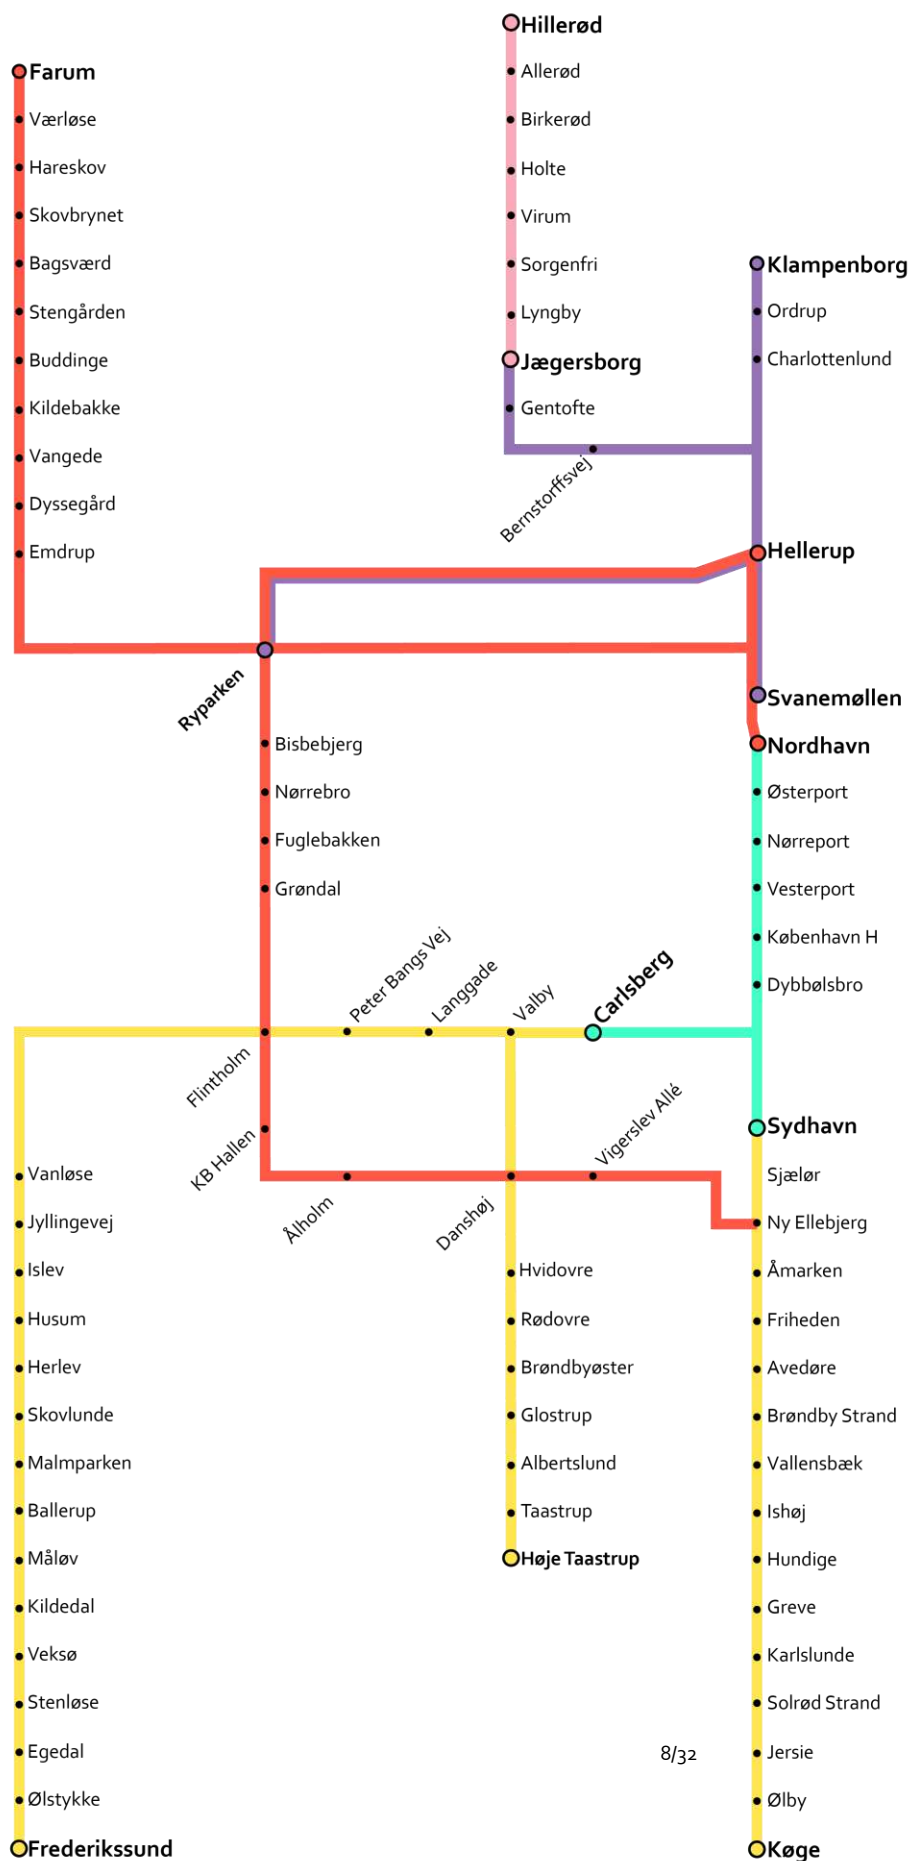 Hillerød
Allerød
Birkerød
Holte
Virum
Sorgenfri
Lyngby
Jægersborg
Gentofte
Bernstorffsvej
Farum
Værløse
Hareskov
Skovbrynet
Bagsværd
Stengården
Buddinge
Kildebakke
Vangede
Dyssegård
Emdrup
Klampenborg
Ordrup
Charlottenlund
Hellerup
Svanemøllen
Nordhavn
Østerport
Nørreport
Vesterport
København H
Dybbølsbro
Ryparken
Bisbebjerg
Nørrebro
Fuglebakken
Grøndal
Flintholm
Peter Bangs Vej
Langgade
Valby
Carlsberg
KB Hallen
Ålholm
Danshøj
Vigerslev Allé
Sydhavn
Sjælør
Ny Ellebjerg
Åmarken
Friheden
Avedøre
Brøndby Strand
Vallensbæk
Ishøj
Hundige
Greve
Karlslunde
Solrød Strand
Jersie
Ølby
Køge
Hvidovre
Rødovre
Brøndbyøster
Glostrup
Albertslund
Taastrup
Høje Taastrup
Vanløse
Jyllingevej
Islev
Husum
Herlev
Skovlunde
Malmparken
Ballerup
Måløv
Kildedal
Veksø
Stenløse
Egedal
Ølstykke
Frederikssund
8/32